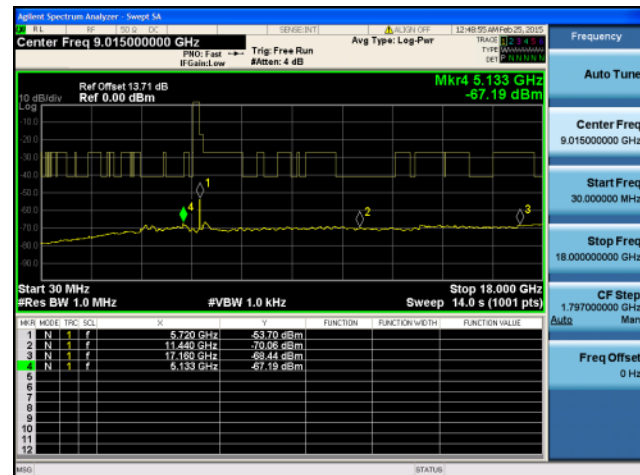 Agilent Spectrum Analyzer - Swept SA
RL RF 50 Ω DC SENSE:INT ALIGN OFF 12:48:55 AM Feb 25, 2015
Center Freq 9.015000000 GHz
PNO: Fast
IFGain:Low
Trig: Free Run
#Atten: 4 dB
Avg Type: Log-Pwr
TRACE 1 2 3 4 5 6
TYPE
DET P N N N N N
Mkr4 5.133 GHz
-67.19 dBm
Ref Offset 13.71 dB
10 dB/div Ref 0.00 dBm
Log
-10.0
-20.0
-30.0
-40.0
-50.0
-60.0
-70.0
-80.0
-90.0
1
4
2
3
Start 30 MHz
Stop 18.000 GHz
#Res BW 1.0 MHz #VBW 1.0 kHz Sweep 14.0 s (1001 pts)
MKR MODE TRC SCL X Y FUNCTION FUNCTION WIDTH FUNCTION VALUE
1 N 1 f 5.720 GHz -53.70 dBm
2 N 1 f 11.440 GHz -70.06 dBm
3 N 1 f 17.160 GHz -68.44 dBm
4 N 1 f 5.133 GHz -67.19 dBm
5
6
7
8
9
10
11
12
MSG STATUS
Frequency
Auto Tune
Center Freq
9.015000000 GHz
Start Freq
30.000000 MHz
Stop Freq
18.000000000 GHz
CF Step
1.797000000 GHz
Auto Man
Freq Offset
0 Hz